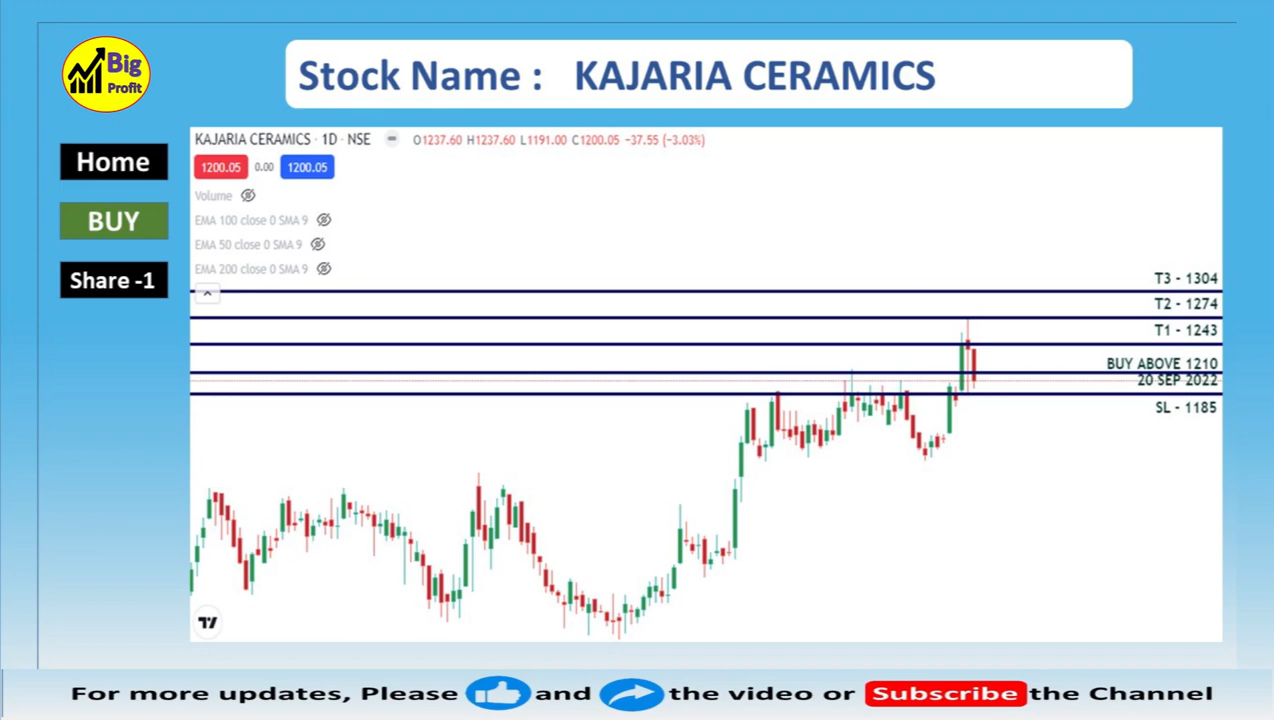 Big
Profit
Stock Name : KAJARIA CERAMICS
Home
BUY
Share -1
KAJARIA CERAMICS · 1D · NSE O1237.60 H1237.60 L1191.00 C1200.05 −37.55 (−3.03%)
1200.05 0.00 1200.05
Volume
EMA 100 close 0 SMA 9
EMA 50 close 0 SMA 9
EMA 200 close 0 SMA 9
T3 - 1304
T2 - 1274
T1 - 1243
BUY ABOVE 1210
20 SEP 2022
SL - 1185
For more updates, Please and the video or Subscribe the Channel